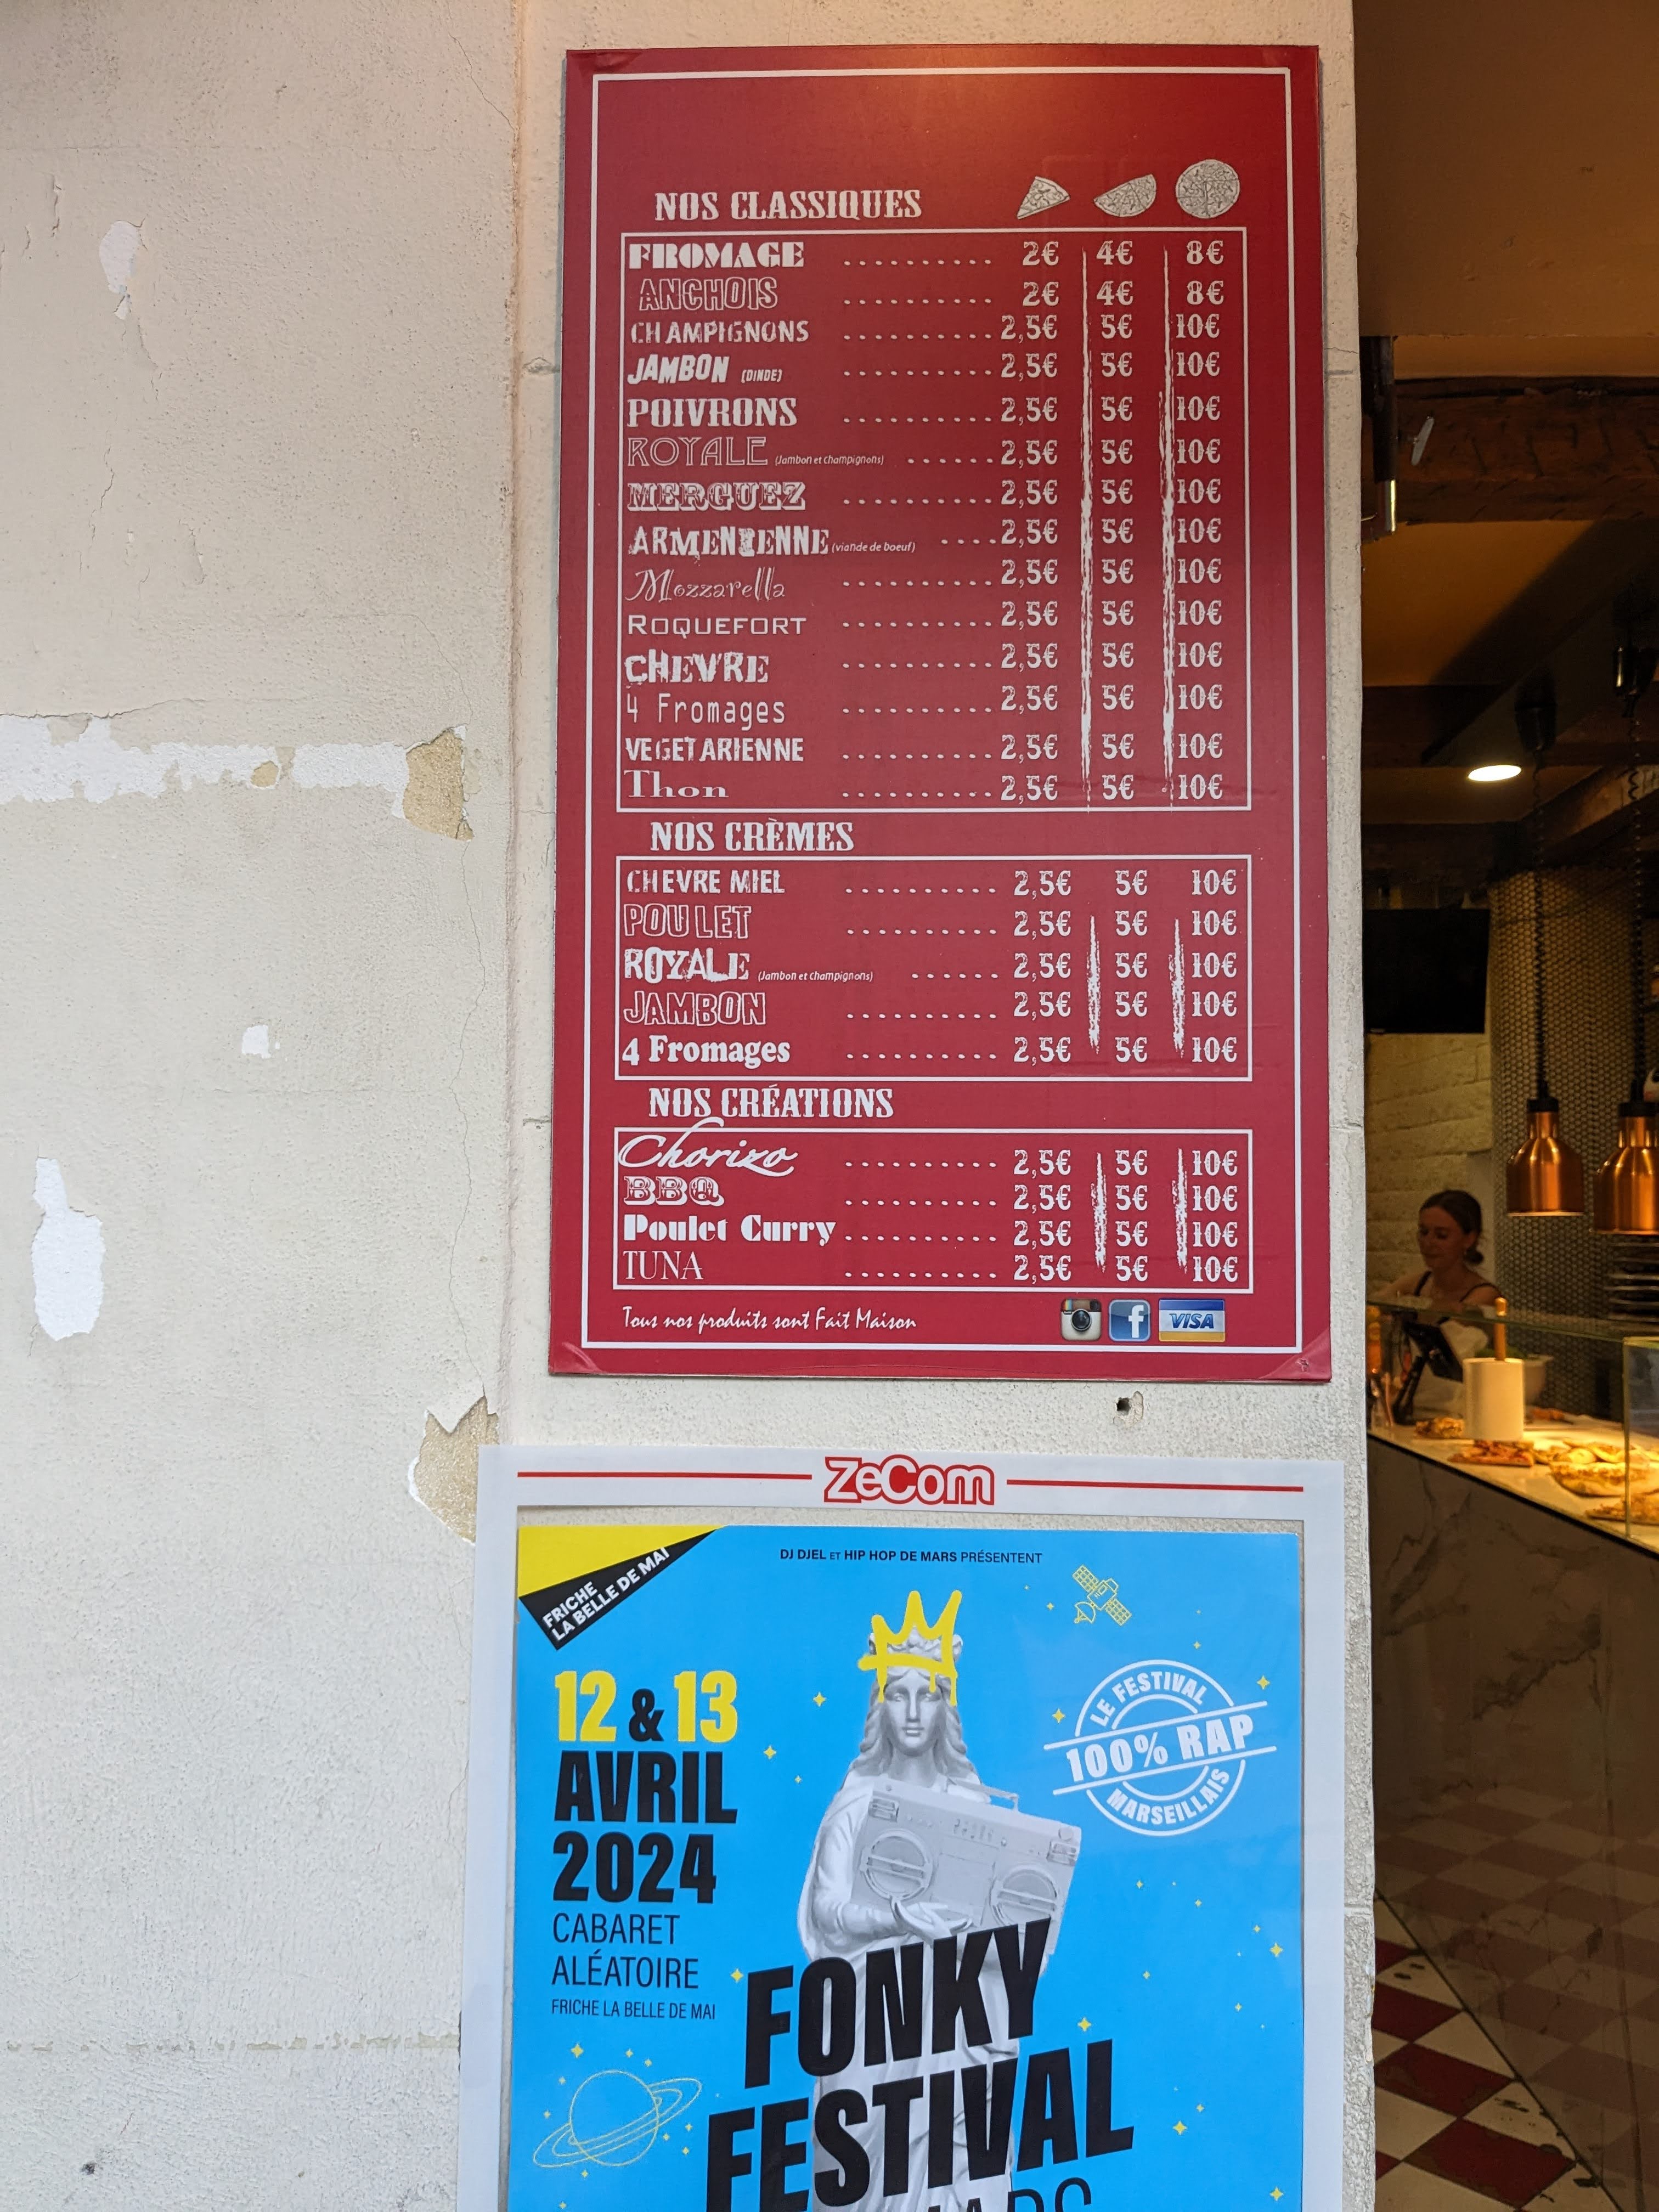 NOS CLASSIQUES
FROMAGE .......... 2€ 4€ 8€
ANCHOIS .......... 2€ 4€ 8€
CHAMPIGNONS .......... 2,5€ 5€ 10€
JAMBON (DINDE) .......... 2,5€ 5€ 10€
POIVRONS .......... 2,5€ 5€ 10€
ROYALE (Jambon et champignons) ...... 2,5€ 5€ 10€
MERGUEZ .......... 2,5€ 5€ 10€
ARMENIENNE (viande de boeuf) .... 2,5€ 5€ 10€
Mozzarella .......... 2,5€ 5€ 10€
ROQUEFORT .......... 2,5€ 5€ 10€
CHEVRE .......... 2,5€ 5€ 10€
4 Fromages .......... 2,5€ 5€ 10€
VEGETARIENNE .......... 2,5€ 5€ 10€
Thon .......... 2,5€ 5€ 10€
NOS CRÈMES
CHEVRE MIEL .......... 2,5€ 5€ 10€
POULET .......... 2,5€ 5€ 10€
ROYALE (Jambon et champignons) ...... 2,5€ 5€ 10€
JAMBON .......... 2,5€ 5€ 10€
4 Fromages .......... 2,5€ 5€ 10€
NOS CRÉATIONS
Chorizo .......... 2,5€ 5€ 10€
BBQ .......... 2,5€ 5€ 10€
Poulet Curry .......... 2,5€ 5€ 10€
TUNA .......... 2,5€ 5€ 10€
Tous nos produits sont Fait Maison
f
VISA
ZeCom
DJ DJEL ET HIP HOP DE MARS PRÉSENTENT
FRICHE
LA BELLE DE MAI
12 & 13
AVRIL
2024
CABARET
ALÉATOIRE
FRICHE LA BELLE DE MAI
LE FESTIVAL
100% RAP
MARSEILLAIS
FONKY
FESTIVAL